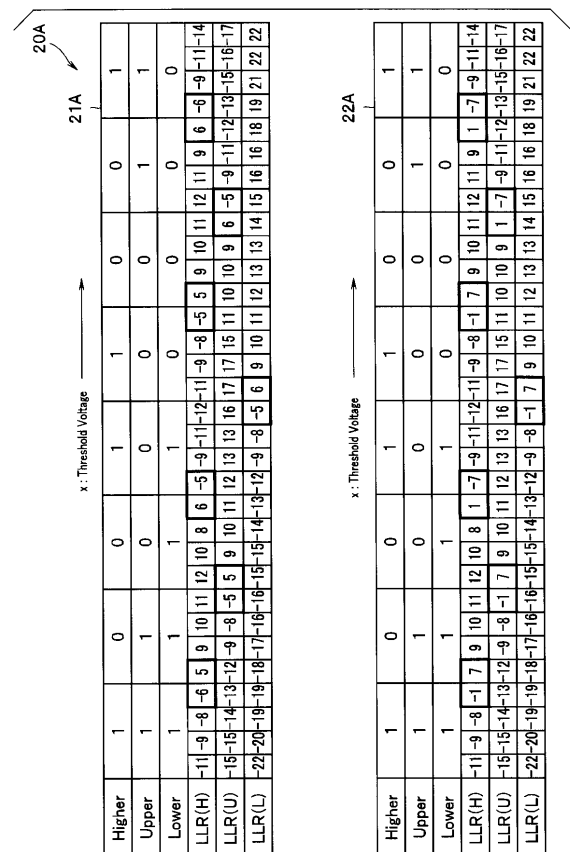 20A
21A
x : Threshold Voltage
Higher 1 0 0 1 1 0 0 1
Upper 1 1 0 0 0 0 1 1
Lower 1 1 1 1 0 0 0 0
LLR(H) -11 -9 -8 -6 5 9 10 11 12 10 8 6 -5 -9 -11 -12 -11 -9 -8 -5 5 9 10 11 12 11 9 6 -6 -9 -11 -14
LLR(U) -15 -15 -14 -13 -12 -9 -8 -5 5 9 10 11 12 13 13 16 17 17 15 11 10 10 9 6 -5 -9 -11 -12 -13 -15 -16 -17
LLR(L) -22 -20 -19 -19 -18 -17 -16 -16 -15 -15 -14 -13 -12 -9 -8 -5 6 9 10 11 12 13 13 14 15 16 16 18 19 21 22 22
22A
x : Threshold Voltage
Higher 1 0 0 1 1 0 0 1
Upper 1 1 0 0 0 0 1 1
Lower 1 1 1 1 0 0 0 0
LLR(H) -11 -9 -8 -1 7 9 10 11 12 10 8 1 -7 -9 -11 -12 -11 -9 -8 -1 7 9 10 11 12 11 9 1 -7 -9 -11 -14
LLR(U) -15 -15 -14 -13 -12 -9 -8 -1 7 9 10 11 12 13 13 16 17 17 15 11 10 10 9 1 -7 -9 -11 -12 -13 -15 -16 -17
LLR(L) -22 -20 -19 -19 -18 -17 -16 -16 -15 -15 -14 -13 -12 -9 -8 -1 7 9 10 11 12 13 13 14 15 16 16 18 19 21 22 22